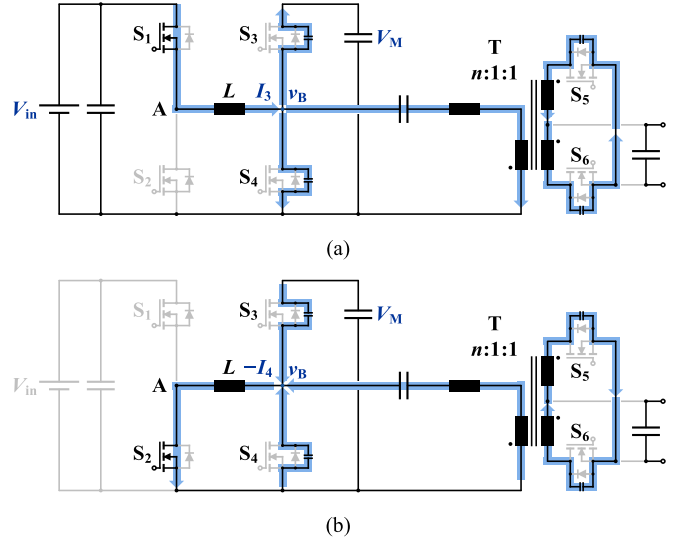 S1 S3 VM T
n:1:1
Vin A L I3 vB S5
S2 S4 S6
(a)
S1 S3 VM T
n:1:1
Vin A L −I4 vB S5
S2 S4 S6
(b)